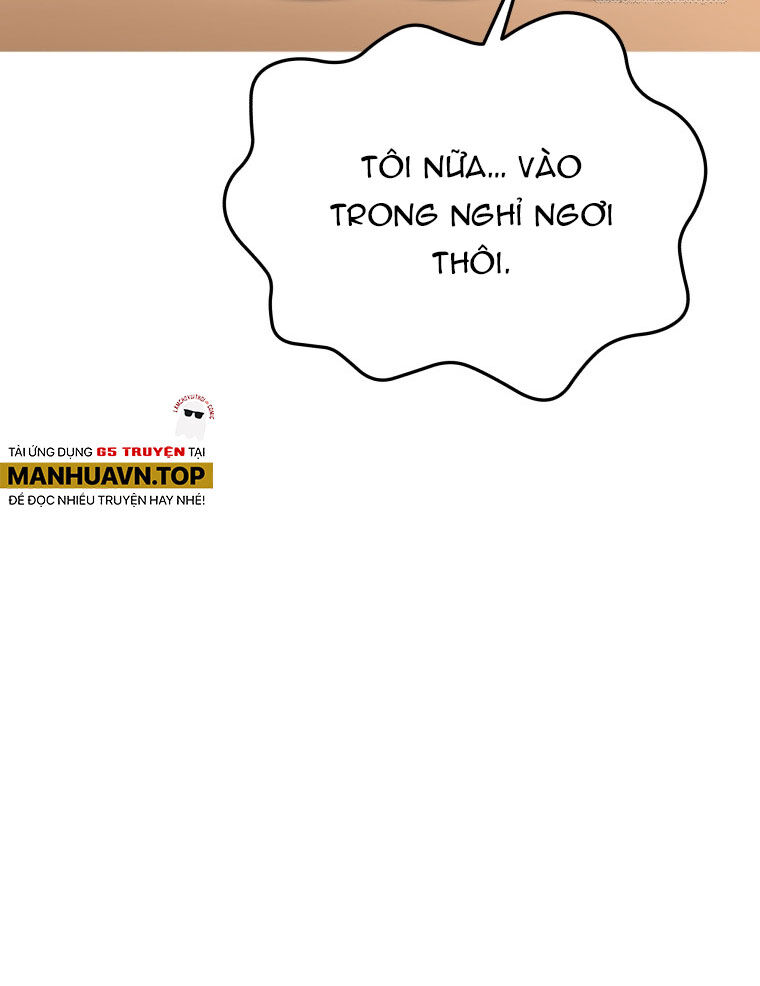 TÔI NỮA... VÀO
TRONG NGHỈ NGƠI
THÔI.
TẢI ỨNG DỤNG G5 TRUYỆN TẠI
MANHUAVN.TOP
ĐỂ ĐỌC NHIỀU TRUYỆN HAY NHÉ!